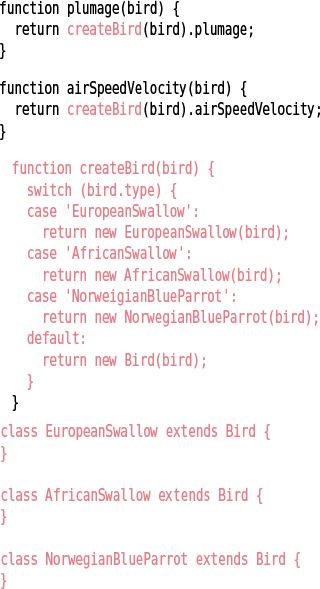 function plumage(bird) {
return createBird(bird).plumage;
}
function airSpeedVelocity(bird) {
return createBird(bird).airSpeedVelocity;
}
function createBird(bird) {
switch (bird.type) {
case 'EuropeanSwallow':
return new EuropeanSwallow(bird);
case 'AfricanSwallow':
return new AfricanSwallow(bird);
case 'NorweigianBlueParrot':
return new NorwegianBlueParrot(bird);
default:
return new Bird(bird);
}
}
class EuropeanSwallow extends Bird {
}
class AfricanSwallow extends Bird {
}
class NorwegianBlueParrot extends Bird {
}